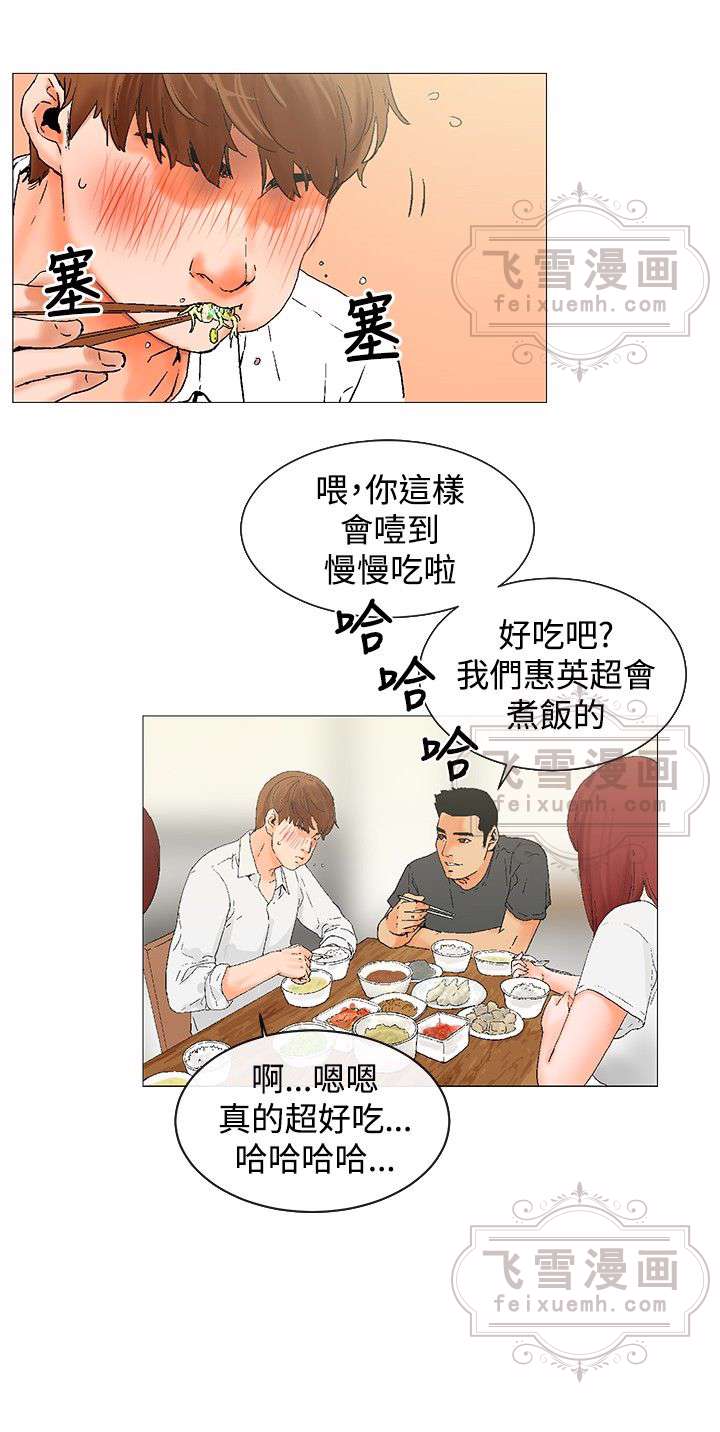 塞
塞
飞雪漫画
feixuemh.com
喂，你這樣
會噎到
慢慢吃啦
哈
哈
哈
好吃吧?
我們惠英超會
煮飯的
飞雪漫画
feixuemh.com
啊...嗯嗯
真的超好吃...
哈哈哈哈...
飞雪漫画
feixuemh.com